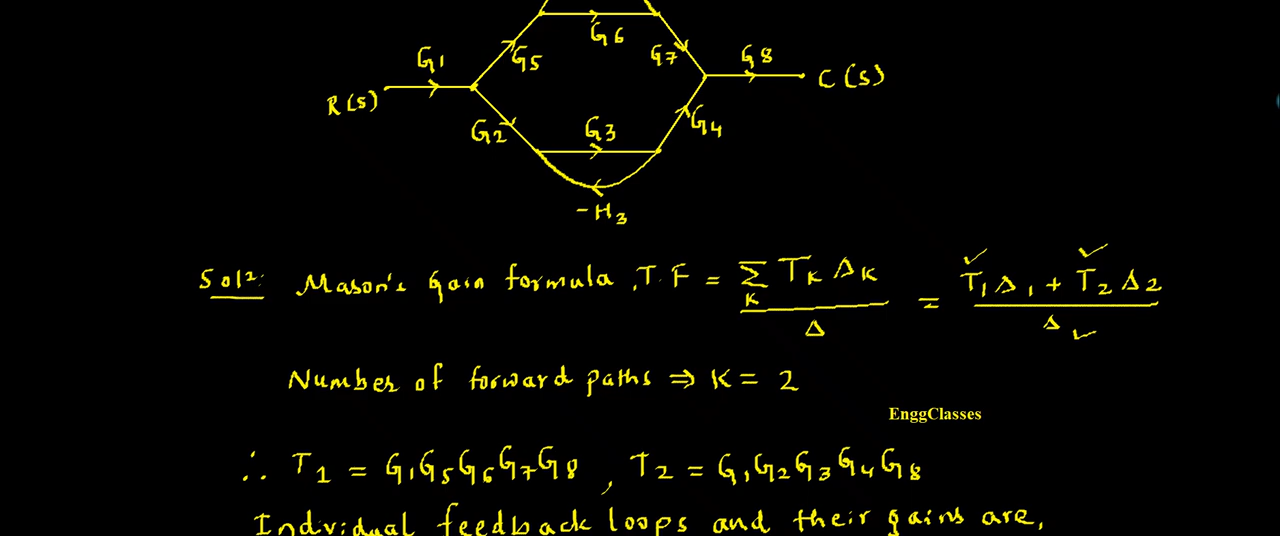 G6
G1 G5 G7 G8
R(s) C(s)
G2 G3 G4
-H3
Sol2: Mason's Gain formula, T.F = Σ_K T_K Δ_K / Δ = T1Δ1 + T2Δ2 / Δ
Number of forward paths ⇒ K = 2
EnggClasses
∴ T1 = G1G5G6G7G8 , T2 = G1G2G3G4G8
Individual feedback loops and their gains are,